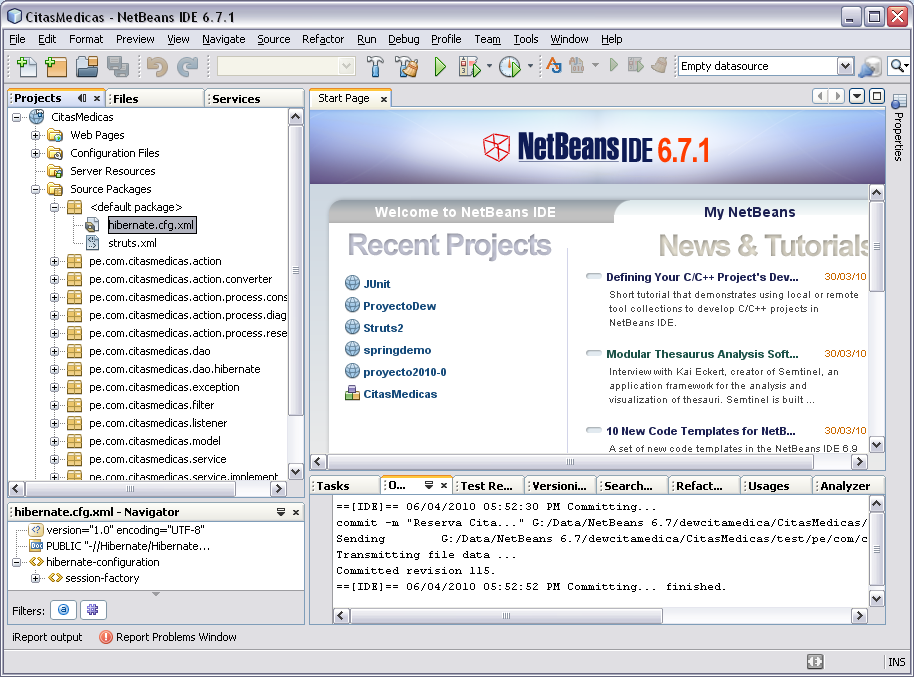 CitasMedicas - NetBeans IDE 6.7.1
File Edit Format Preview View Navigate Source Refactor Run Debug Profile Team Tools Window Help
Empty datasource
Projects Files Services
CitasMedicas
Web Pages
Configuration Files
Server Resources
Source Packages
<default package>
hibernate.cfg.xml
struts.xml
pe.com.citasmedicas.action
pe.com.citasmedicas.action.converter
pe.com.citasmedicas.action.process.cons
pe.com.citasmedicas.action.process.diag
pe.com.citasmedicas.action.process.rese
pe.com.citasmedicas.dao
pe.com.citasmedicas.dao.hibernate
pe.com.citasmedicas.exception
pe.com.citasmedicas.filter
pe.com.citasmedicas.listener
pe.com.citasmedicas.model
pe.com.citasmedicas.service
pe.com.citasmedicas.service.implement
hibernate.cfg.xml - Navigator
version="1.0" encoding="UTF-8"
PUBLIC "-//Hibernate/Hibernate...
hibernate-configuration
session-factory
Filters:
Start Page
NetBeans IDE 6.7.1
Welcome to NetBeans IDE My NetBeans
Recent Projects
JUnit
ProyectoDew
Struts2
springdemo
proyecto2010-0
CitasMedicas
News & Tutorials
Defining Your C/C++ Project's Dev... 30/03/10
Short tutorial that demonstrates using local or remote
tool collections to develop C/C++ projects in
NetBeans IDE.
Modular Thesaurus Analysis Soft... 30/03/10
Interview with Kai Eckert, creator of Semtinel, an
application framework for the analysis and
visualization of thesauri. Semtinel is built ...
10 New Code Templates for NetB... 30/03/10
A set of new code templates in the NetBeans IDE 6.9
Properties
Tasks O... Test Re... Versioni... Search... Refact... Usages Analyzer
==[IDE]== 06/04/2010 05:52:30 PM Committing...
commit -m "Reserva Cita..." G:/Data/NetBeans 6.7/dewcitamedica/CitasMedicas/
Sending G:/Data/NetBeans 6.7/dewcitamedica/CitasMedicas/test/pe/com/c
Transmitting file data ...
Committed revision 115.
==[IDE]== 06/04/2010 05:52:52 PM Committing... finished.
iReport output Report Problems Window
INS